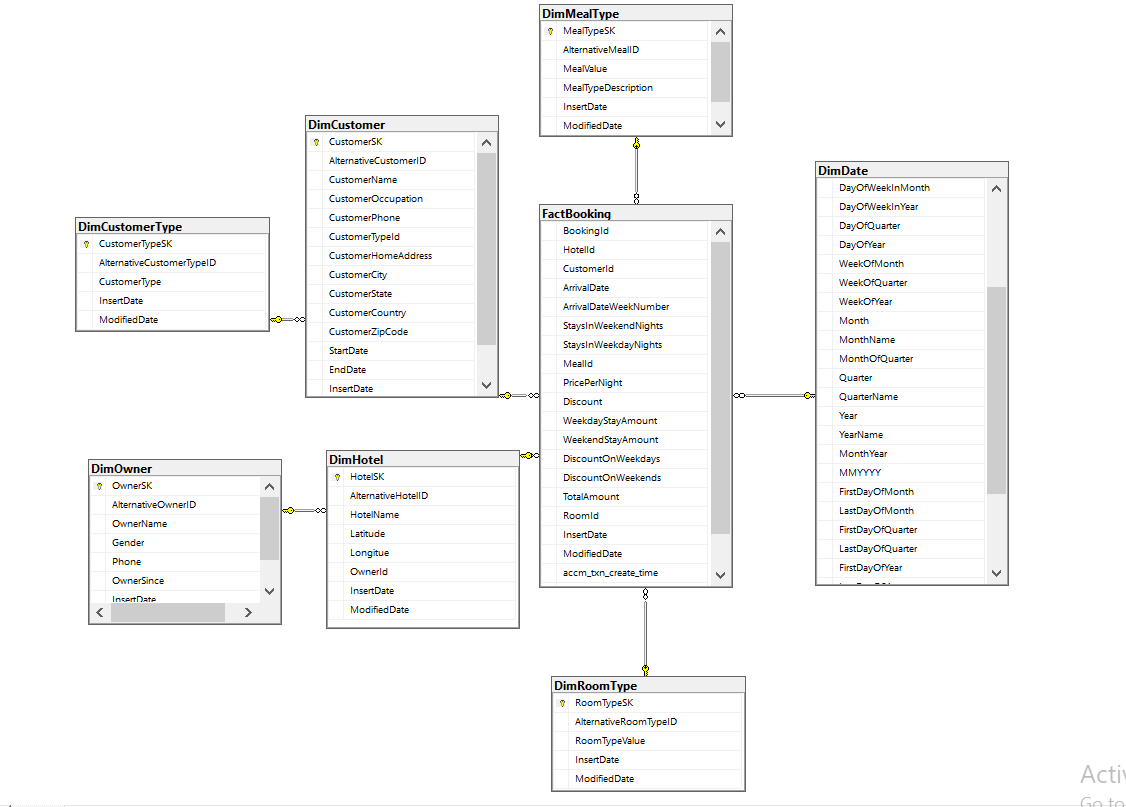 DimMealType
MealTypeSK
AlternativeMealID
MealValue
MealTypeDescription
InsertDate
ModifiedDate
DimCustomer
CustomerSK
AlternativeCustomerID
CustomerName
CustomerOccupation
CustomerPhone
CustomerTypeId
CustomerHomeAddress
CustomerCity
CustomerState
CustomerCountry
CustomerZipCode
StartDate
EndDate
InsertDate
DimDate
DayOfWeekInMonth
DayOfWeekInYear
DayOfQuarter
DayOfYear
WeekOfMonth
WeekOfQuarter
WeekOfYear
Month
MonthName
MonthOfQuarter
Quarter
QuarterName
Year
YearName
MonthYear
MMYYYY
FirstDayOfMonth
LastDayOfMonth
FirstDayOfQuarter
LastDayOfQuarter
FirstDayOfYear
DimCustomerType
CustomerTypeSK
AlternativeCustomerTypeID
CustomerType
InsertDate
ModifiedDate
FactBooking
BookingId
HotelId
CustomerId
ArrivalDate
ArrivalDateWeekNumber
StaysInWeekendNights
StaysInWeekdayNights
MealId
PricePerNight
Discount
WeekdayStayAmount
WeekendStayAmount
DiscountOnWeekdays
DiscountOnWeekends
TotalAmount
RoomId
InsertDate
ModifiedDate
accm_txn_create_time
DimOwner
OwnerSK
AlternativeOwnerID
OwnerName
Gender
Phone
OwnerSince
InsertDate
DimHotel
HotelSK
AlternativeHotelID
HotelName
Latitude
Longitue
OwnerId
InsertDate
ModifiedDate
DimRoomType
RoomTypeSK
AlternativeRoomTypeID
RoomTypeValue
InsertDate
ModifiedDate
Activ
Go to